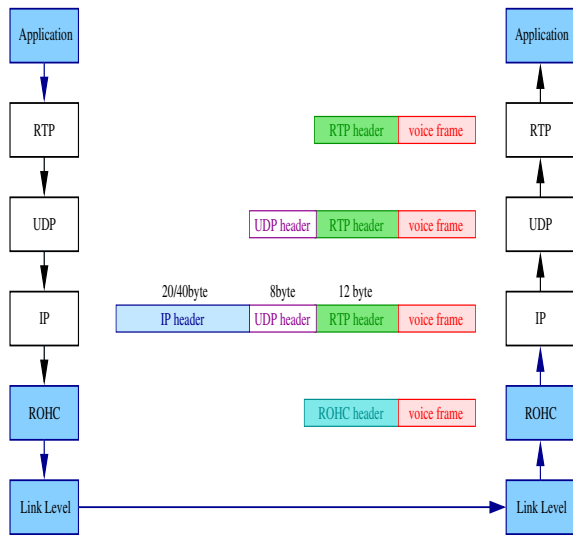 Application
Application
RTP
RTP header
voice frame
RTP
UDP
UDP header
RTP header
voice frame
UDP
20/40byte
8byte
12 byte
IP
IP header
UDP header
RTP header
voice frame
IP
ROHC
ROHC header
voice frame
ROHC
Link Level
Link Level